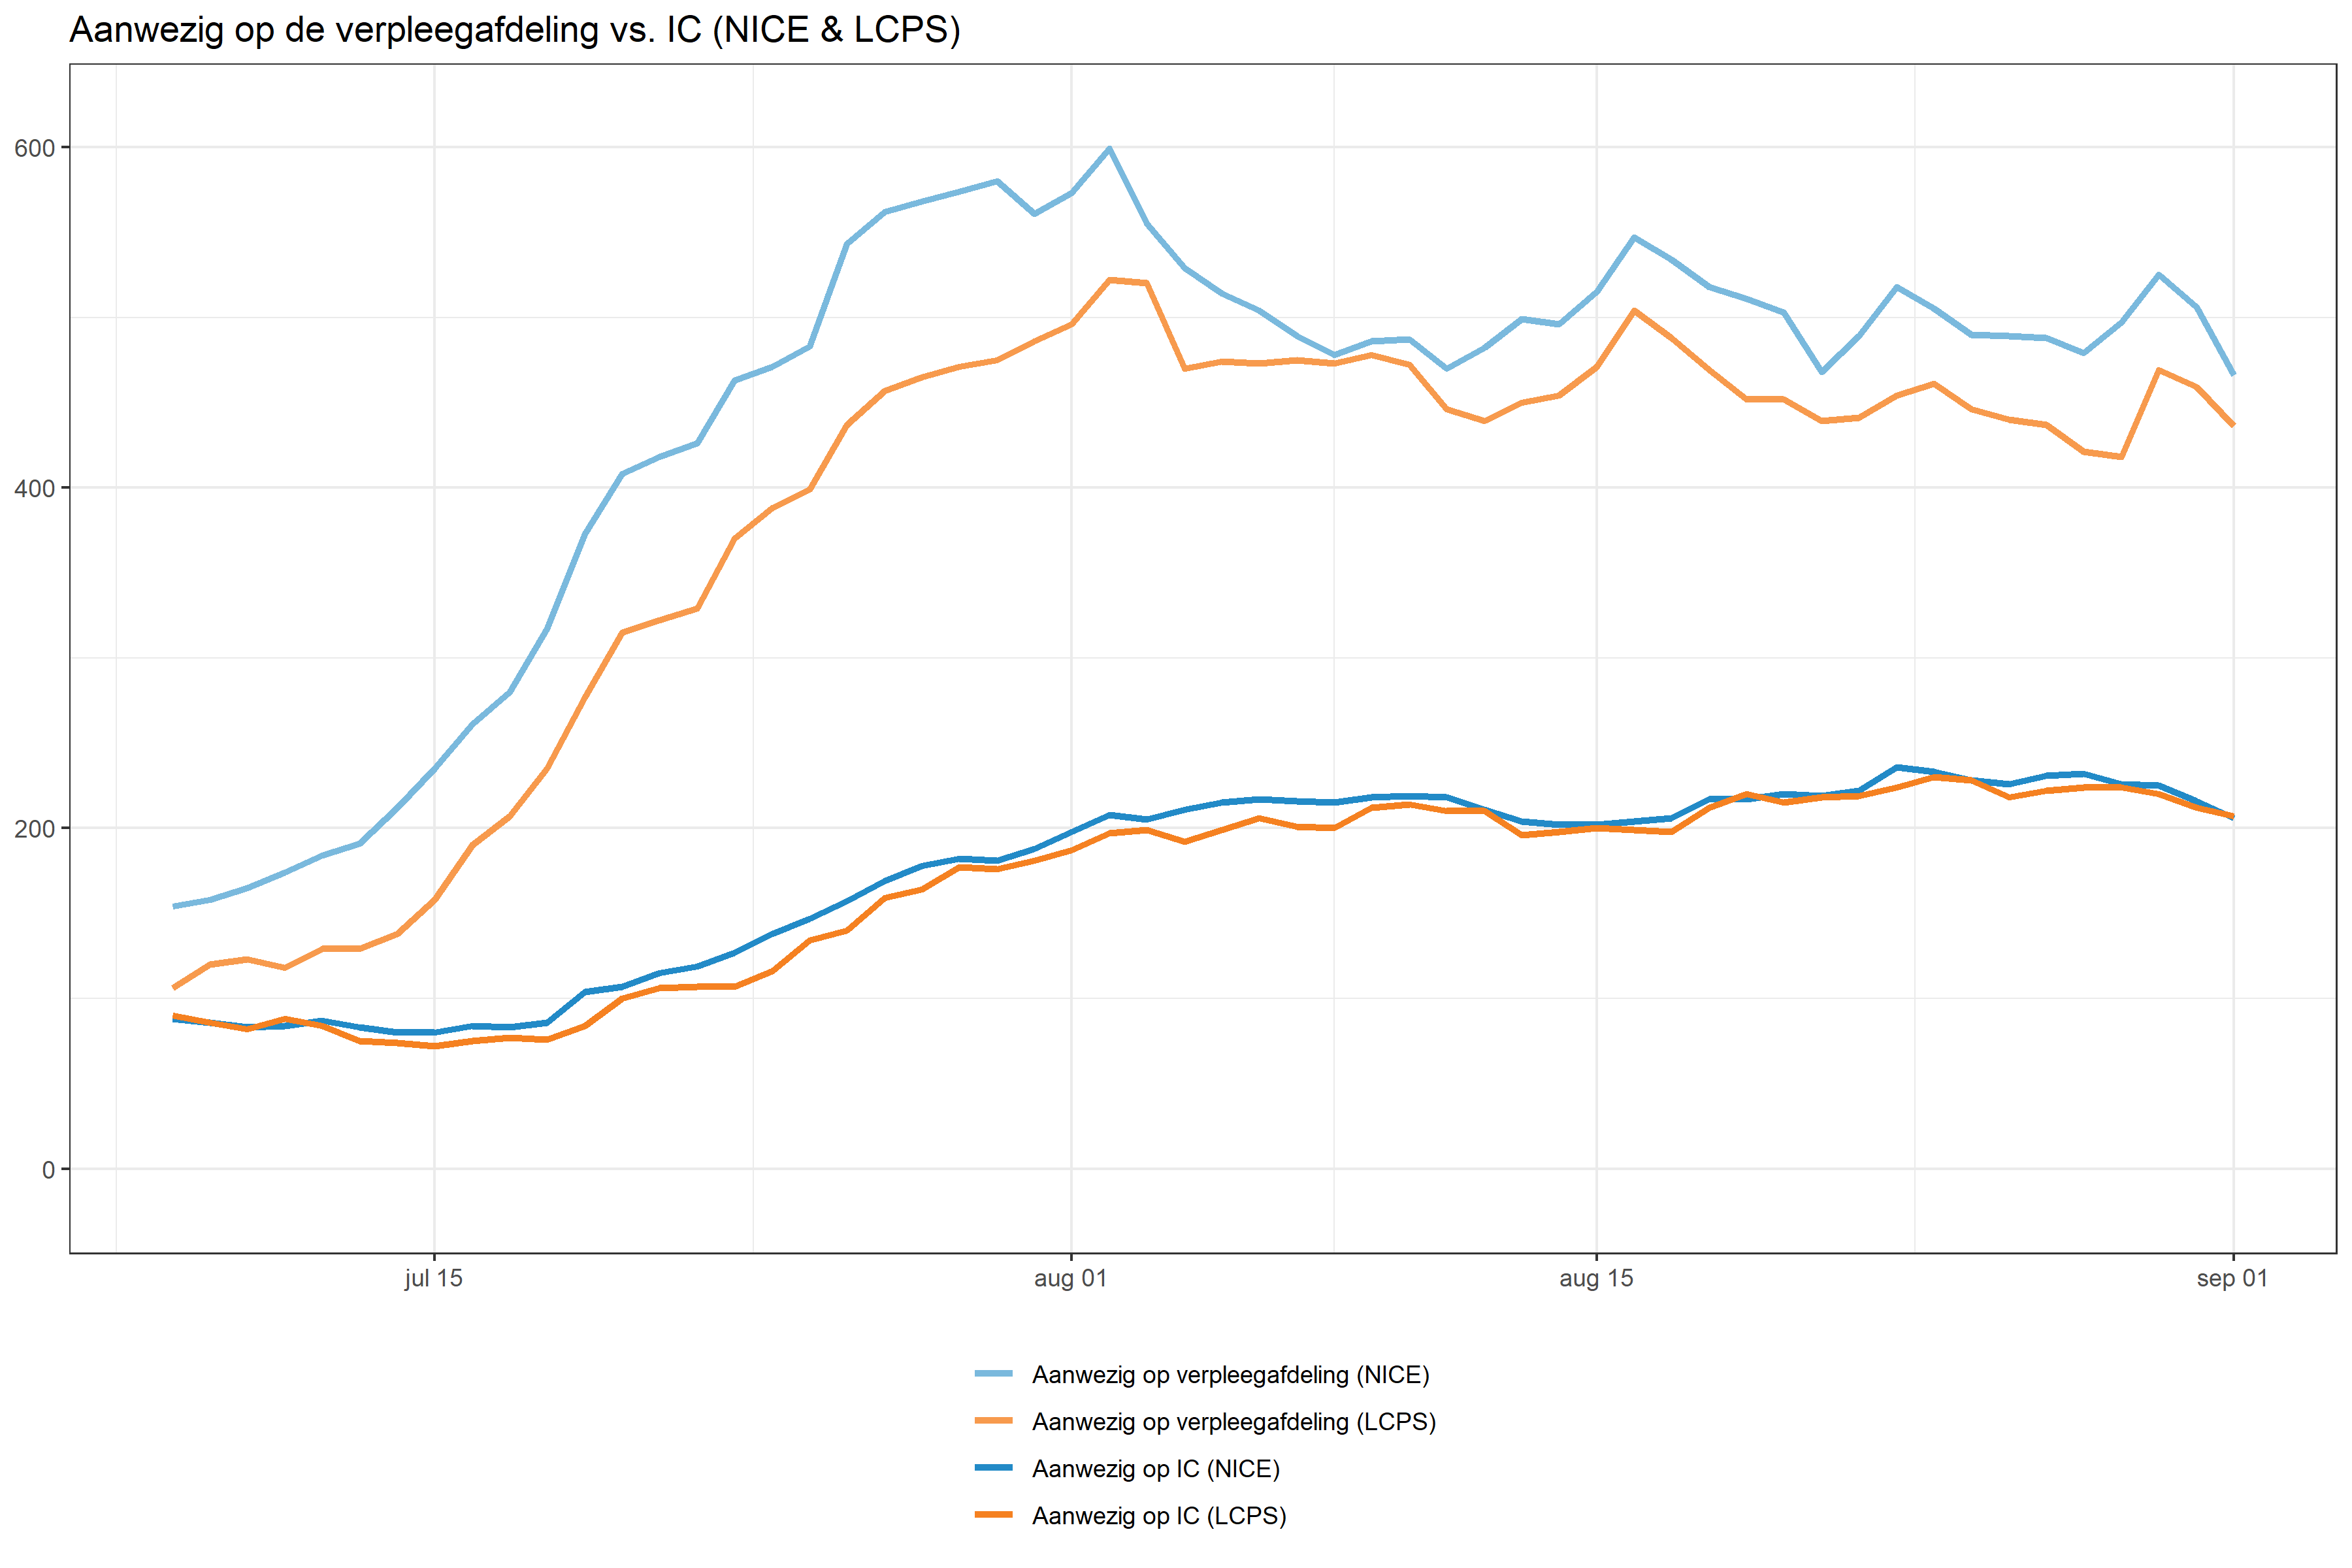 Aanwezig op de verpleegafdeling vs. IC (NICE & LCPS)
600
400
200
0
jul 15
aug 01
aug 15
sep 01
Aanwezig op verpleegafdeling (NICE)
Aanwezig op verpleegafdeling (LCPS)
Aanwezig op IC (NICE)
Aanwezig op IC (LCPS)